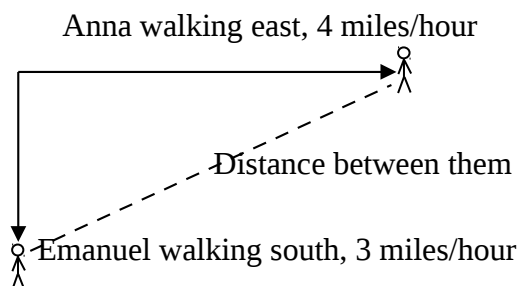 Anna walking east, 4 miles/hour
Distance between them
Emanuel walking south, 3 miles/hour